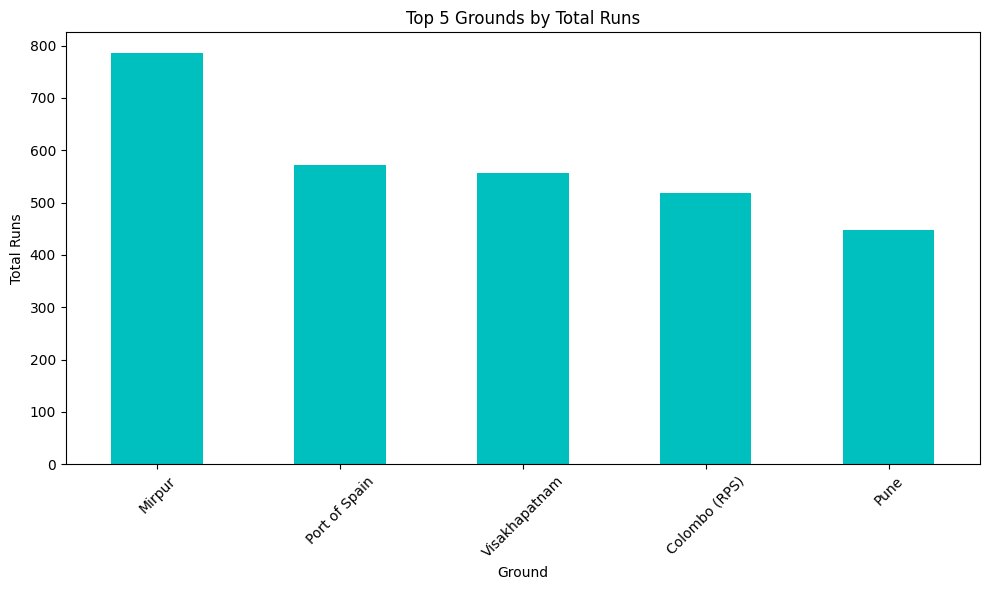 Top 5 Grounds by Total Runs
Total Runs
800
700
600
500
400
300
200
100
0
Mirpur
Port of Spain
Visakhapatnam
Colombo (RPS)
Pune
Ground